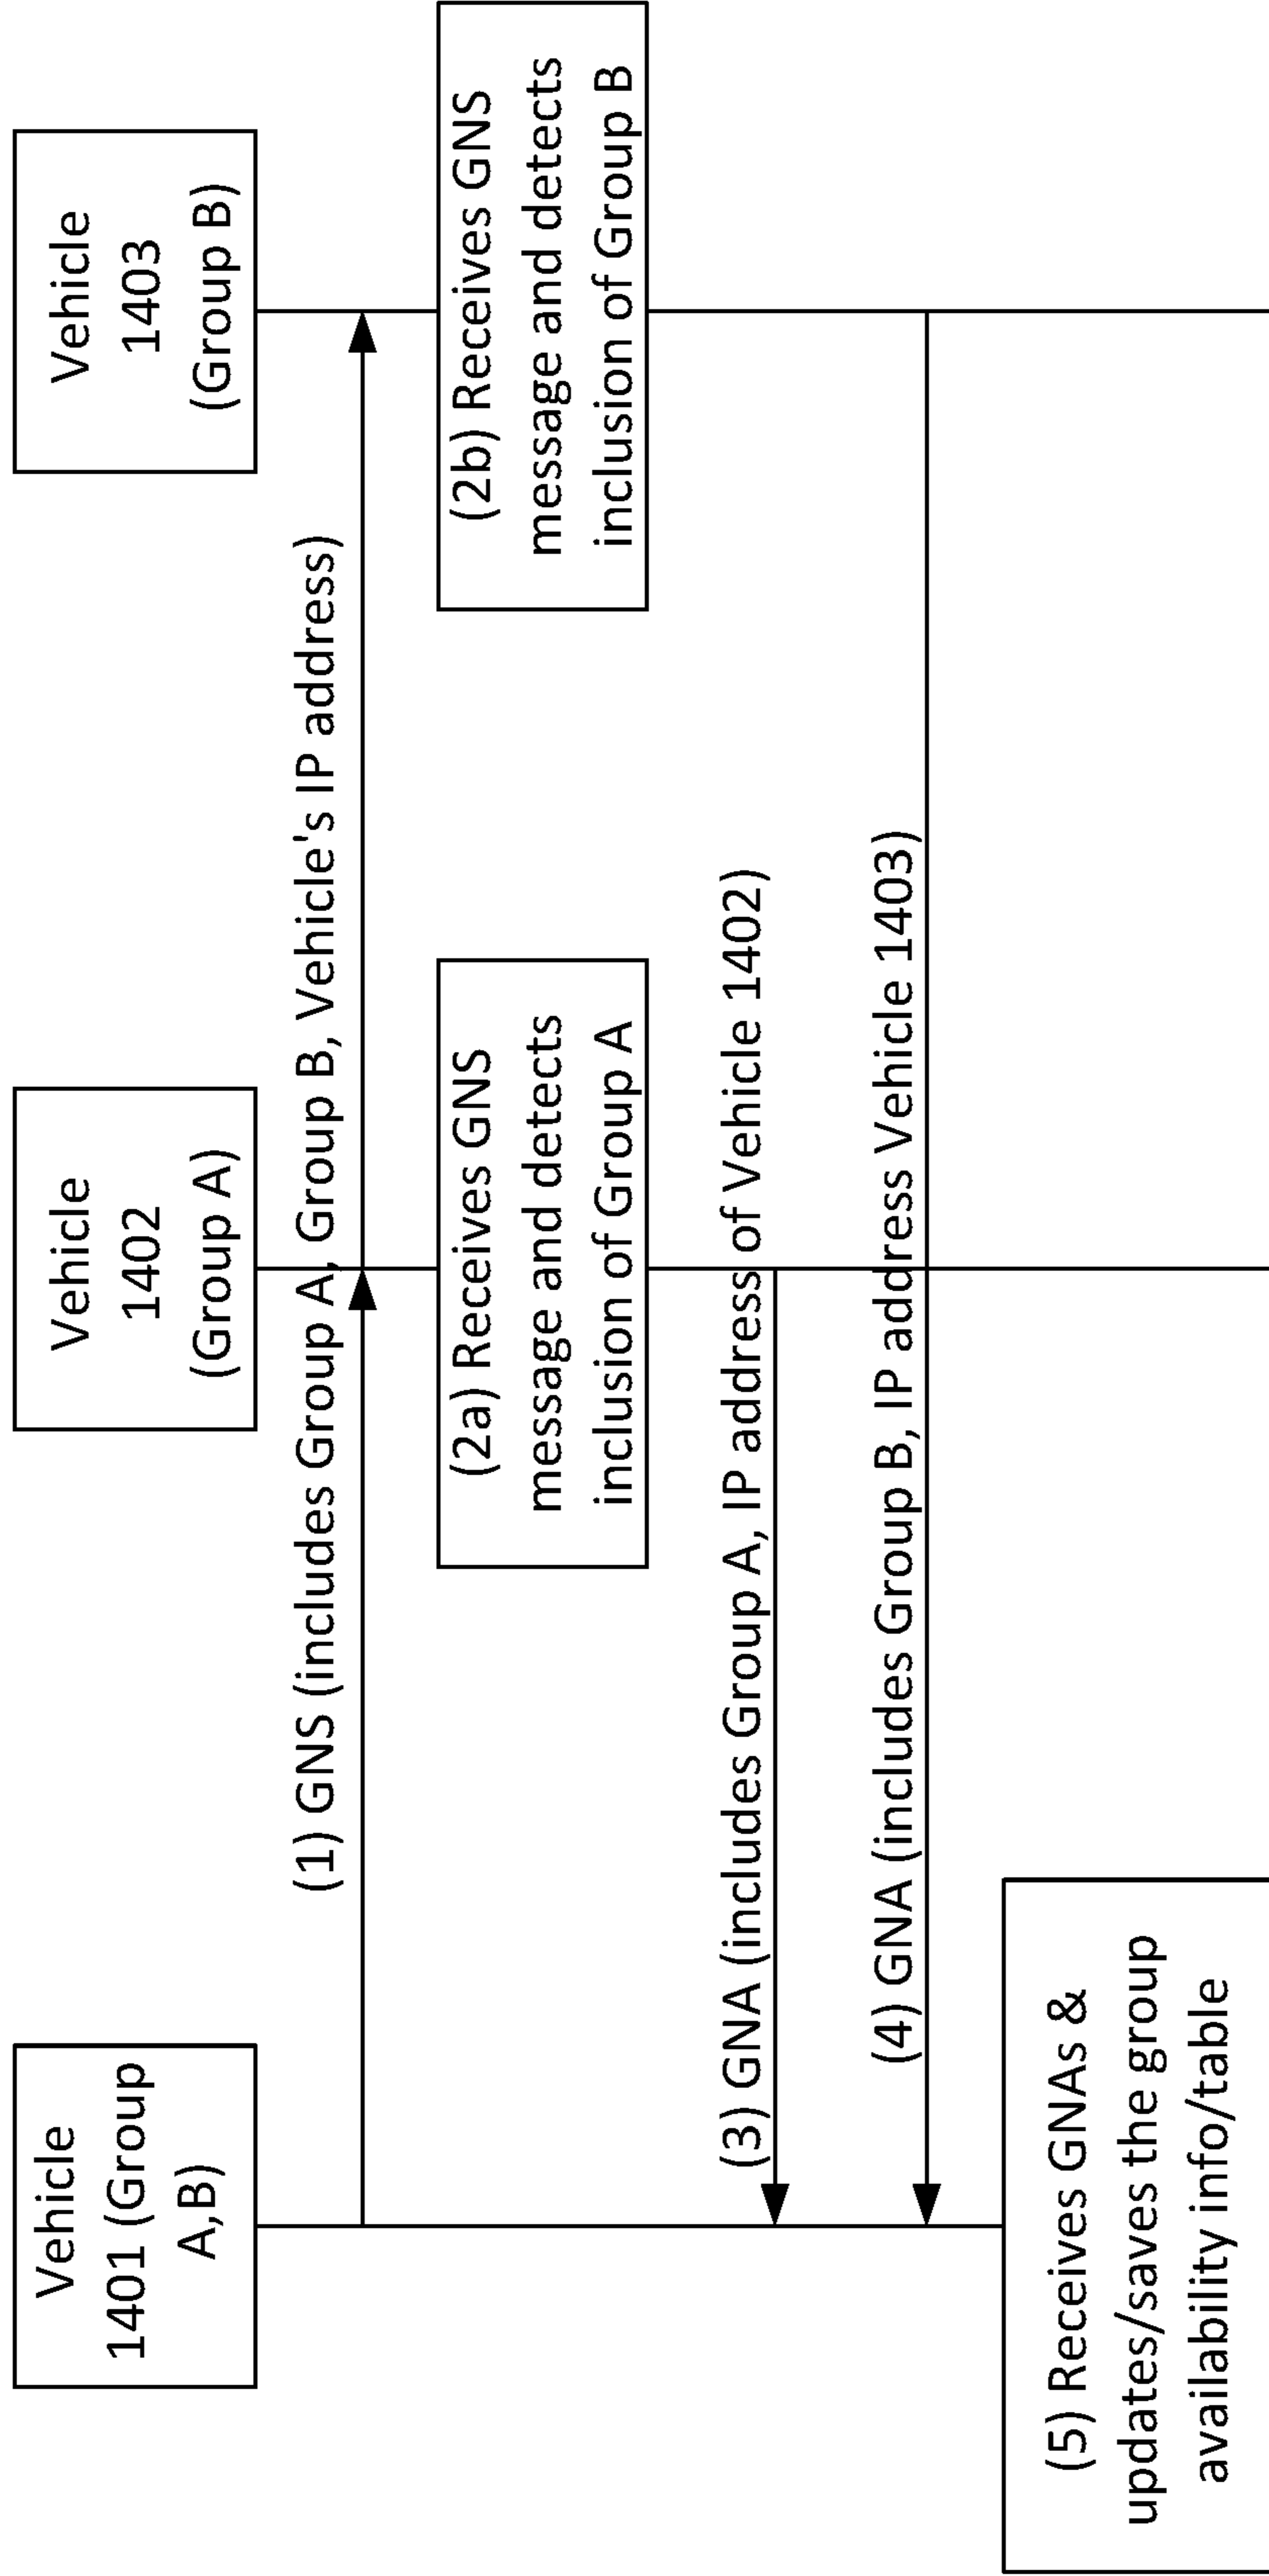 Vehicle
1401 (Group
A,B)
Vehicle
1402
(Group A)
Vehicle
1403
(Group B)
(1) GNS (includes Group A, Group B, Vehicle's IP address)
(2a) Receives GNS
message and detects
inclusion of Group A
(2b) Receives GNS
message and detects
inclusion of Group B
(3) GNA (includes Group A, IP address of Vehicle 1402)
(4) GNA (includes Group B, IP address Vehicle 1403)
(5) Receives GNAs &
updates/saves the group
availability info/table